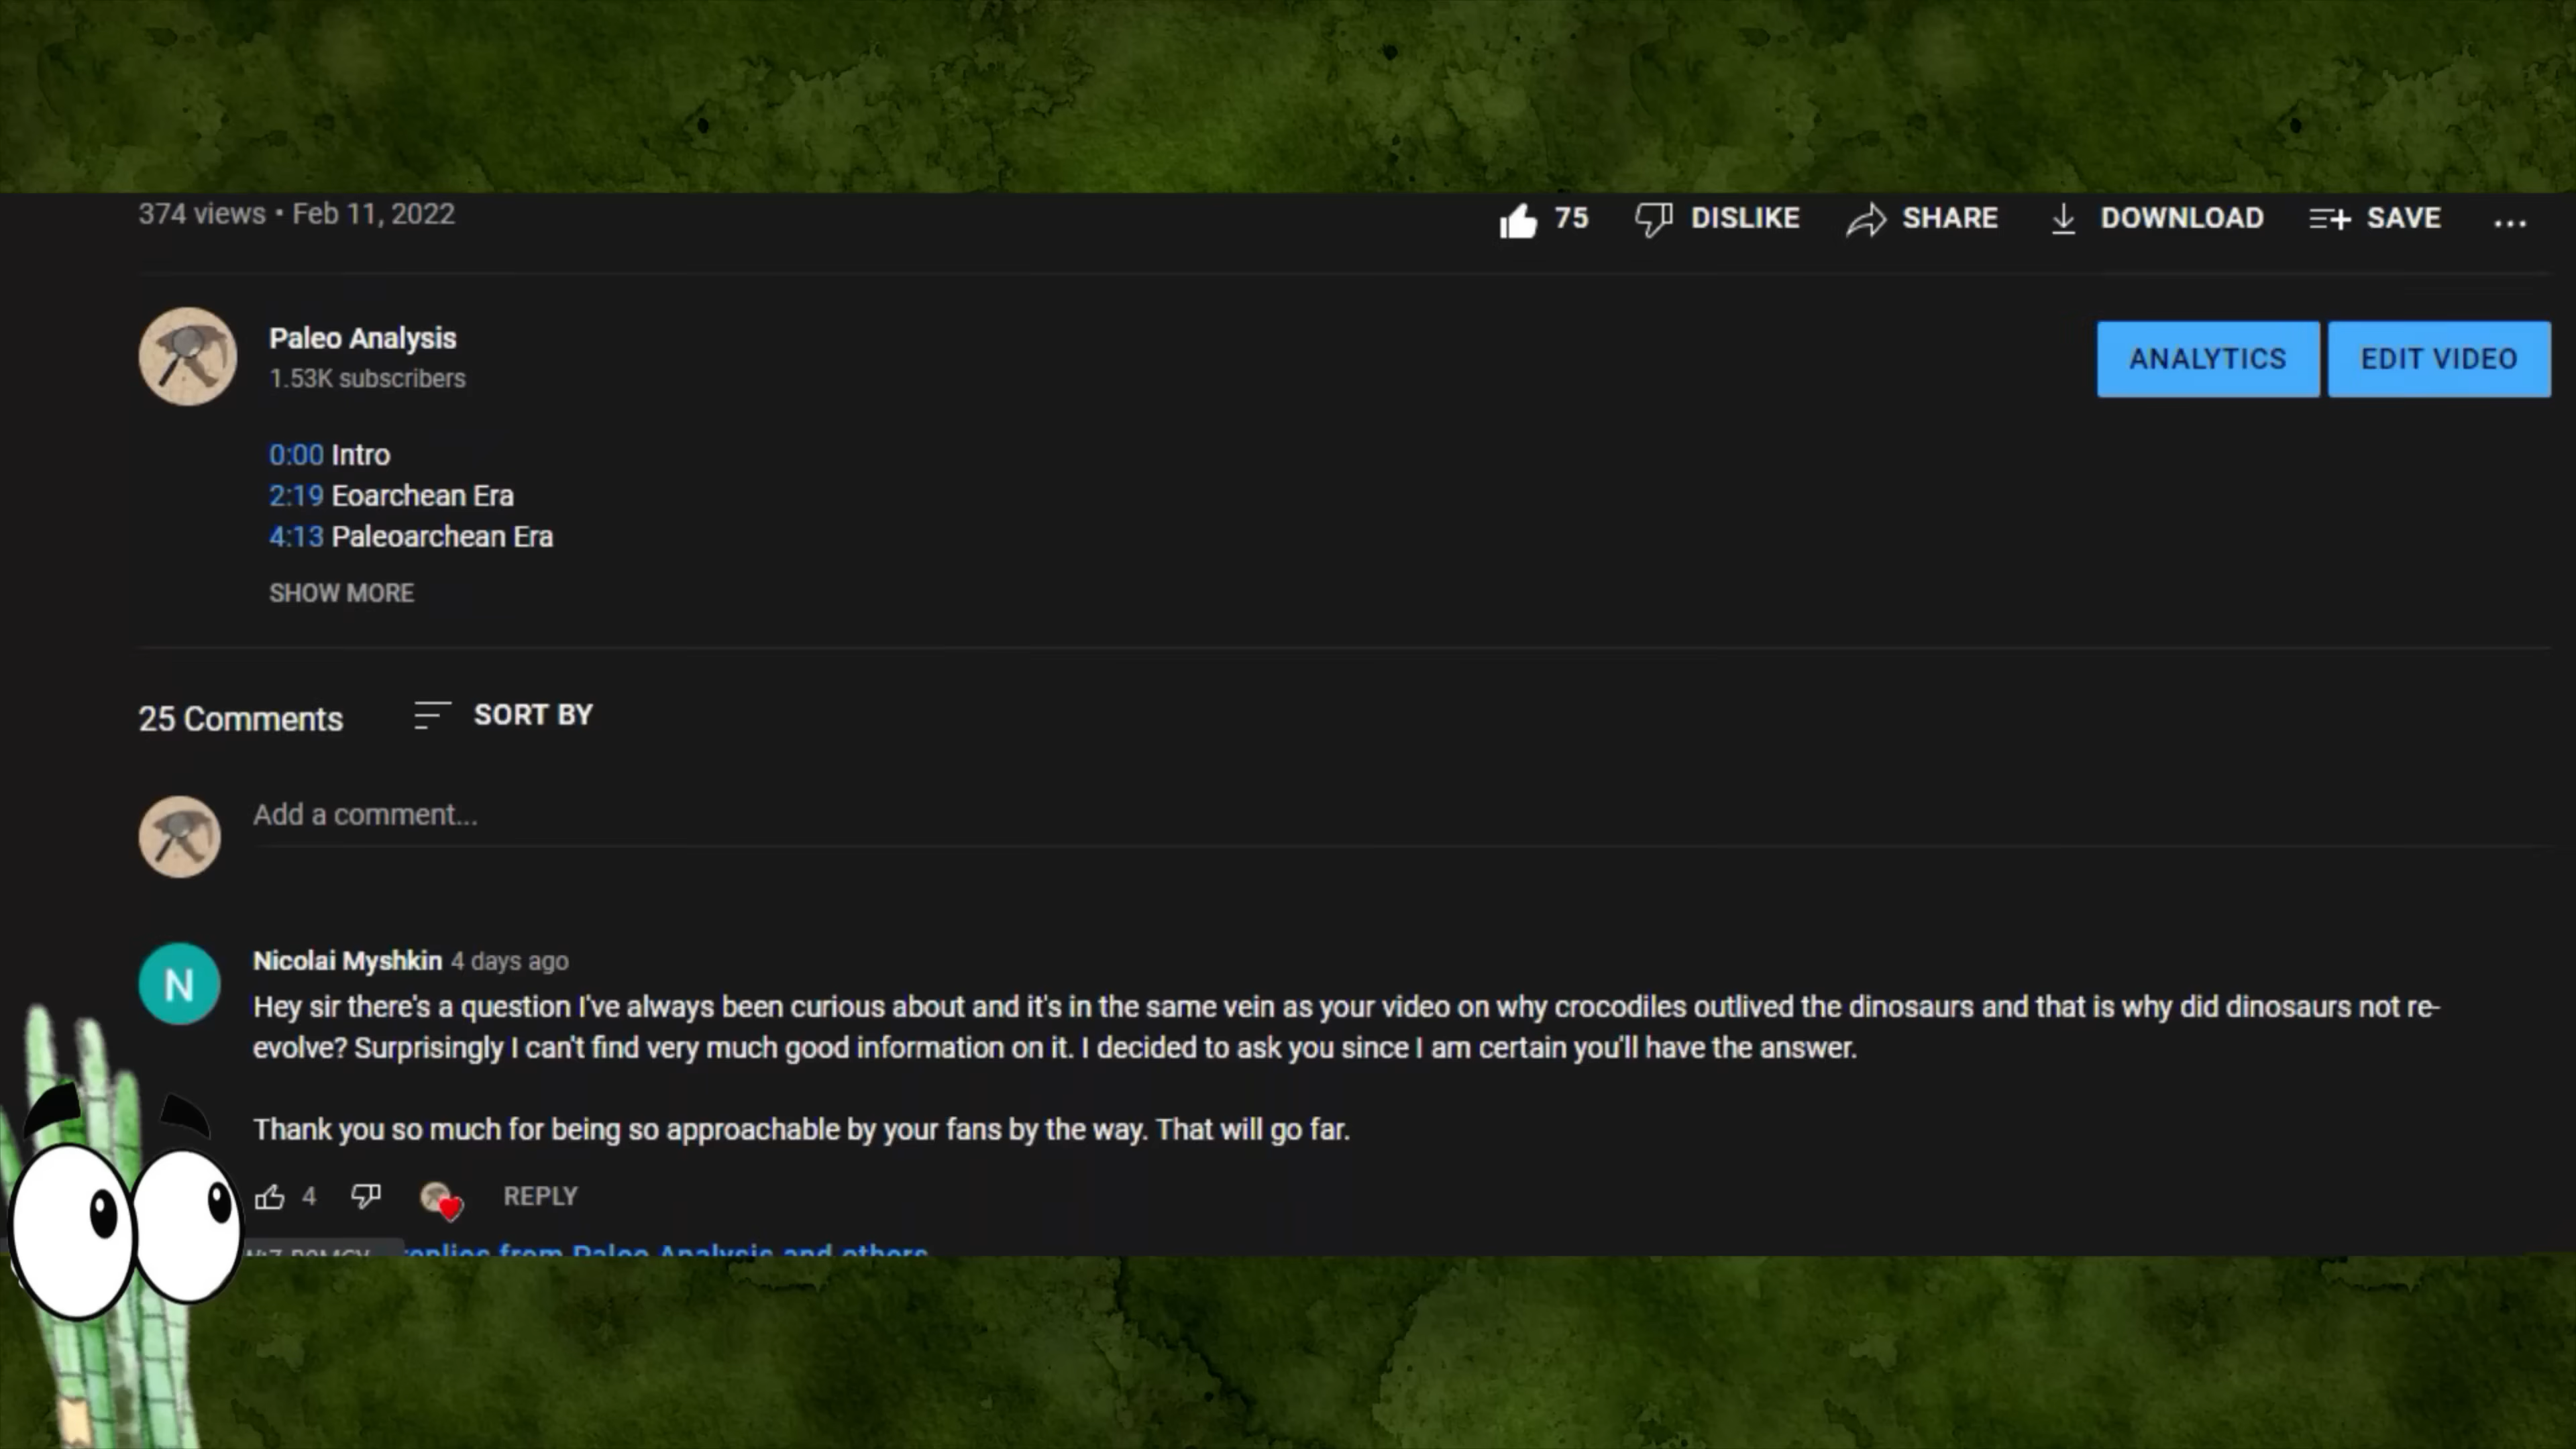 374 views • Feb 11, 2022
75 DISLIKE SHARE DOWNLOAD SAVE ...
Paleo Analysis
1.53K subscribers
ANALYTICS EDIT VIDEO
0:00 Intro
2:19 Eoarchean Era
4:13 Paleoarchean Era
SHOW MORE
25 Comments SORT BY
Add a comment...
N
Nicolai Myshkin 4 days ago
Hey sir there's a question I've always been curious about and it's in the same vein as your video on why crocodiles outlived the dinosaurs and that is why did dinosaurs not re-
evolve? Surprisingly I can't find very much good information on it. I decided to ask you since I am certain you'll have the answer.
Thank you so much for being so approachable by your fans by the way. That will go far.
4 REPLY
replies from Paleo Analysis and others